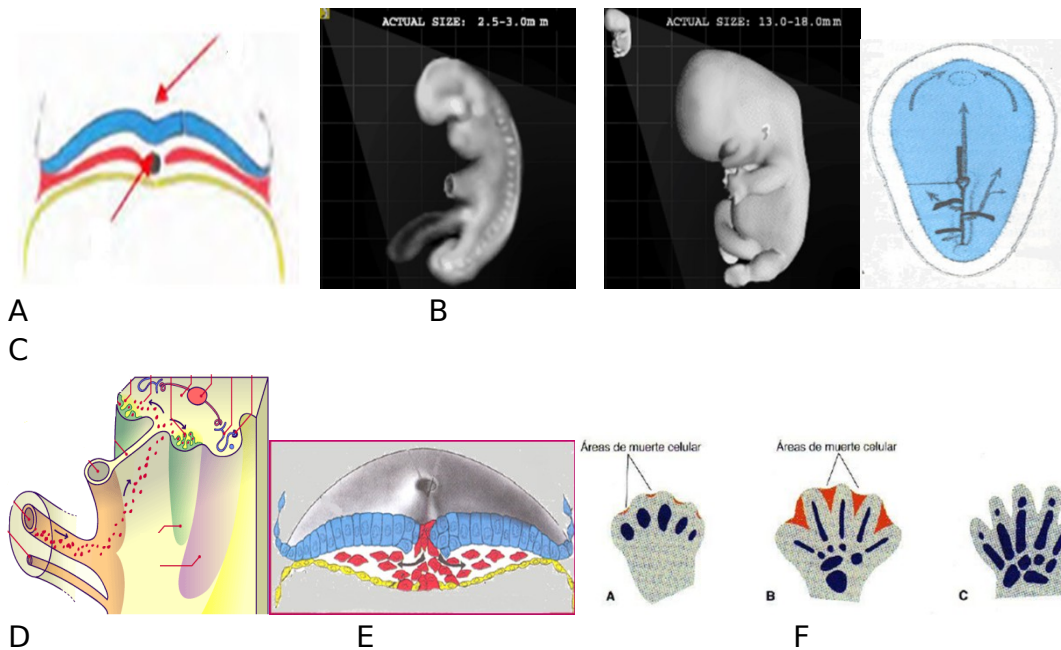 ACTUAL SIZE: 2.5-3.0mm
ACTUAL SIZE: 13.0-18.0mm
A
B
C
Áreas de muerte celular
Áreas de muerte celular
A
B
C
D
E
F